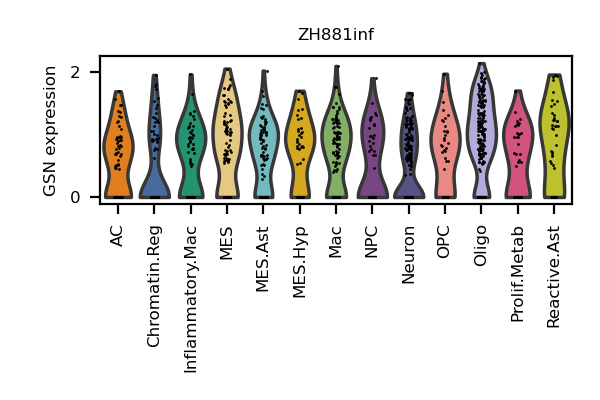 ZH881inf
GSN expression
2
0
AC
Chromatin.Reg
Inflammatory.Mac
MES
MES.Ast
MES.Hyp
Mac
NPC
Neuron
OPC
Oligo
Prolif.Metab
Reactive.Ast